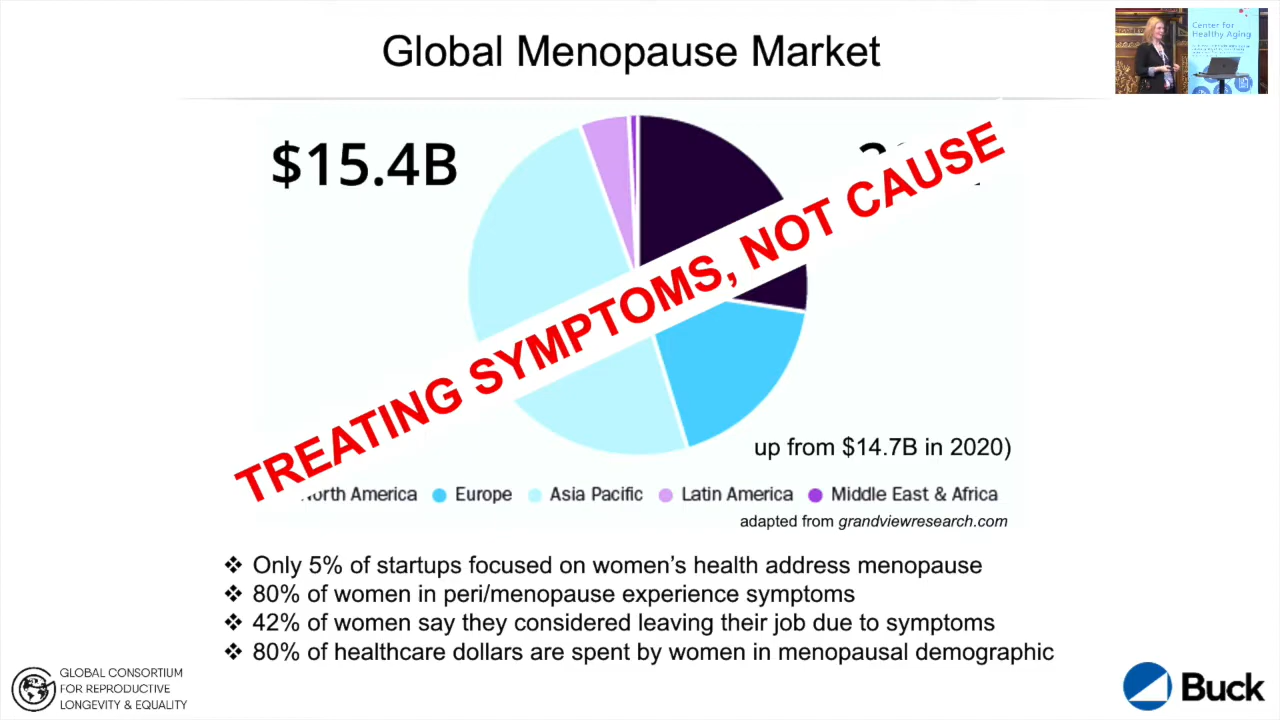 Global Menopause Market
Center for
Healthy Aging
$15.4B
TREATING SYMPTOMS, NOT CAUSE
up from $14.7B in 2020)
North America Europe Asia Pacific Latin America Middle East & Africa
adapted from grandviewresearch.com
❖ Only 5% of startups focused on women’s health address menopause
❖ 80% of women in peri/menopause experience symptoms
❖ 42% of women say they considered leaving their job due to symptoms
❖ 80% of healthcare dollars are spent by women in menopausal demographic
GLOBAL CONSORTIUM
FOR REPRODUCTIVE
LONGEVITY & EQUALITY
Buck